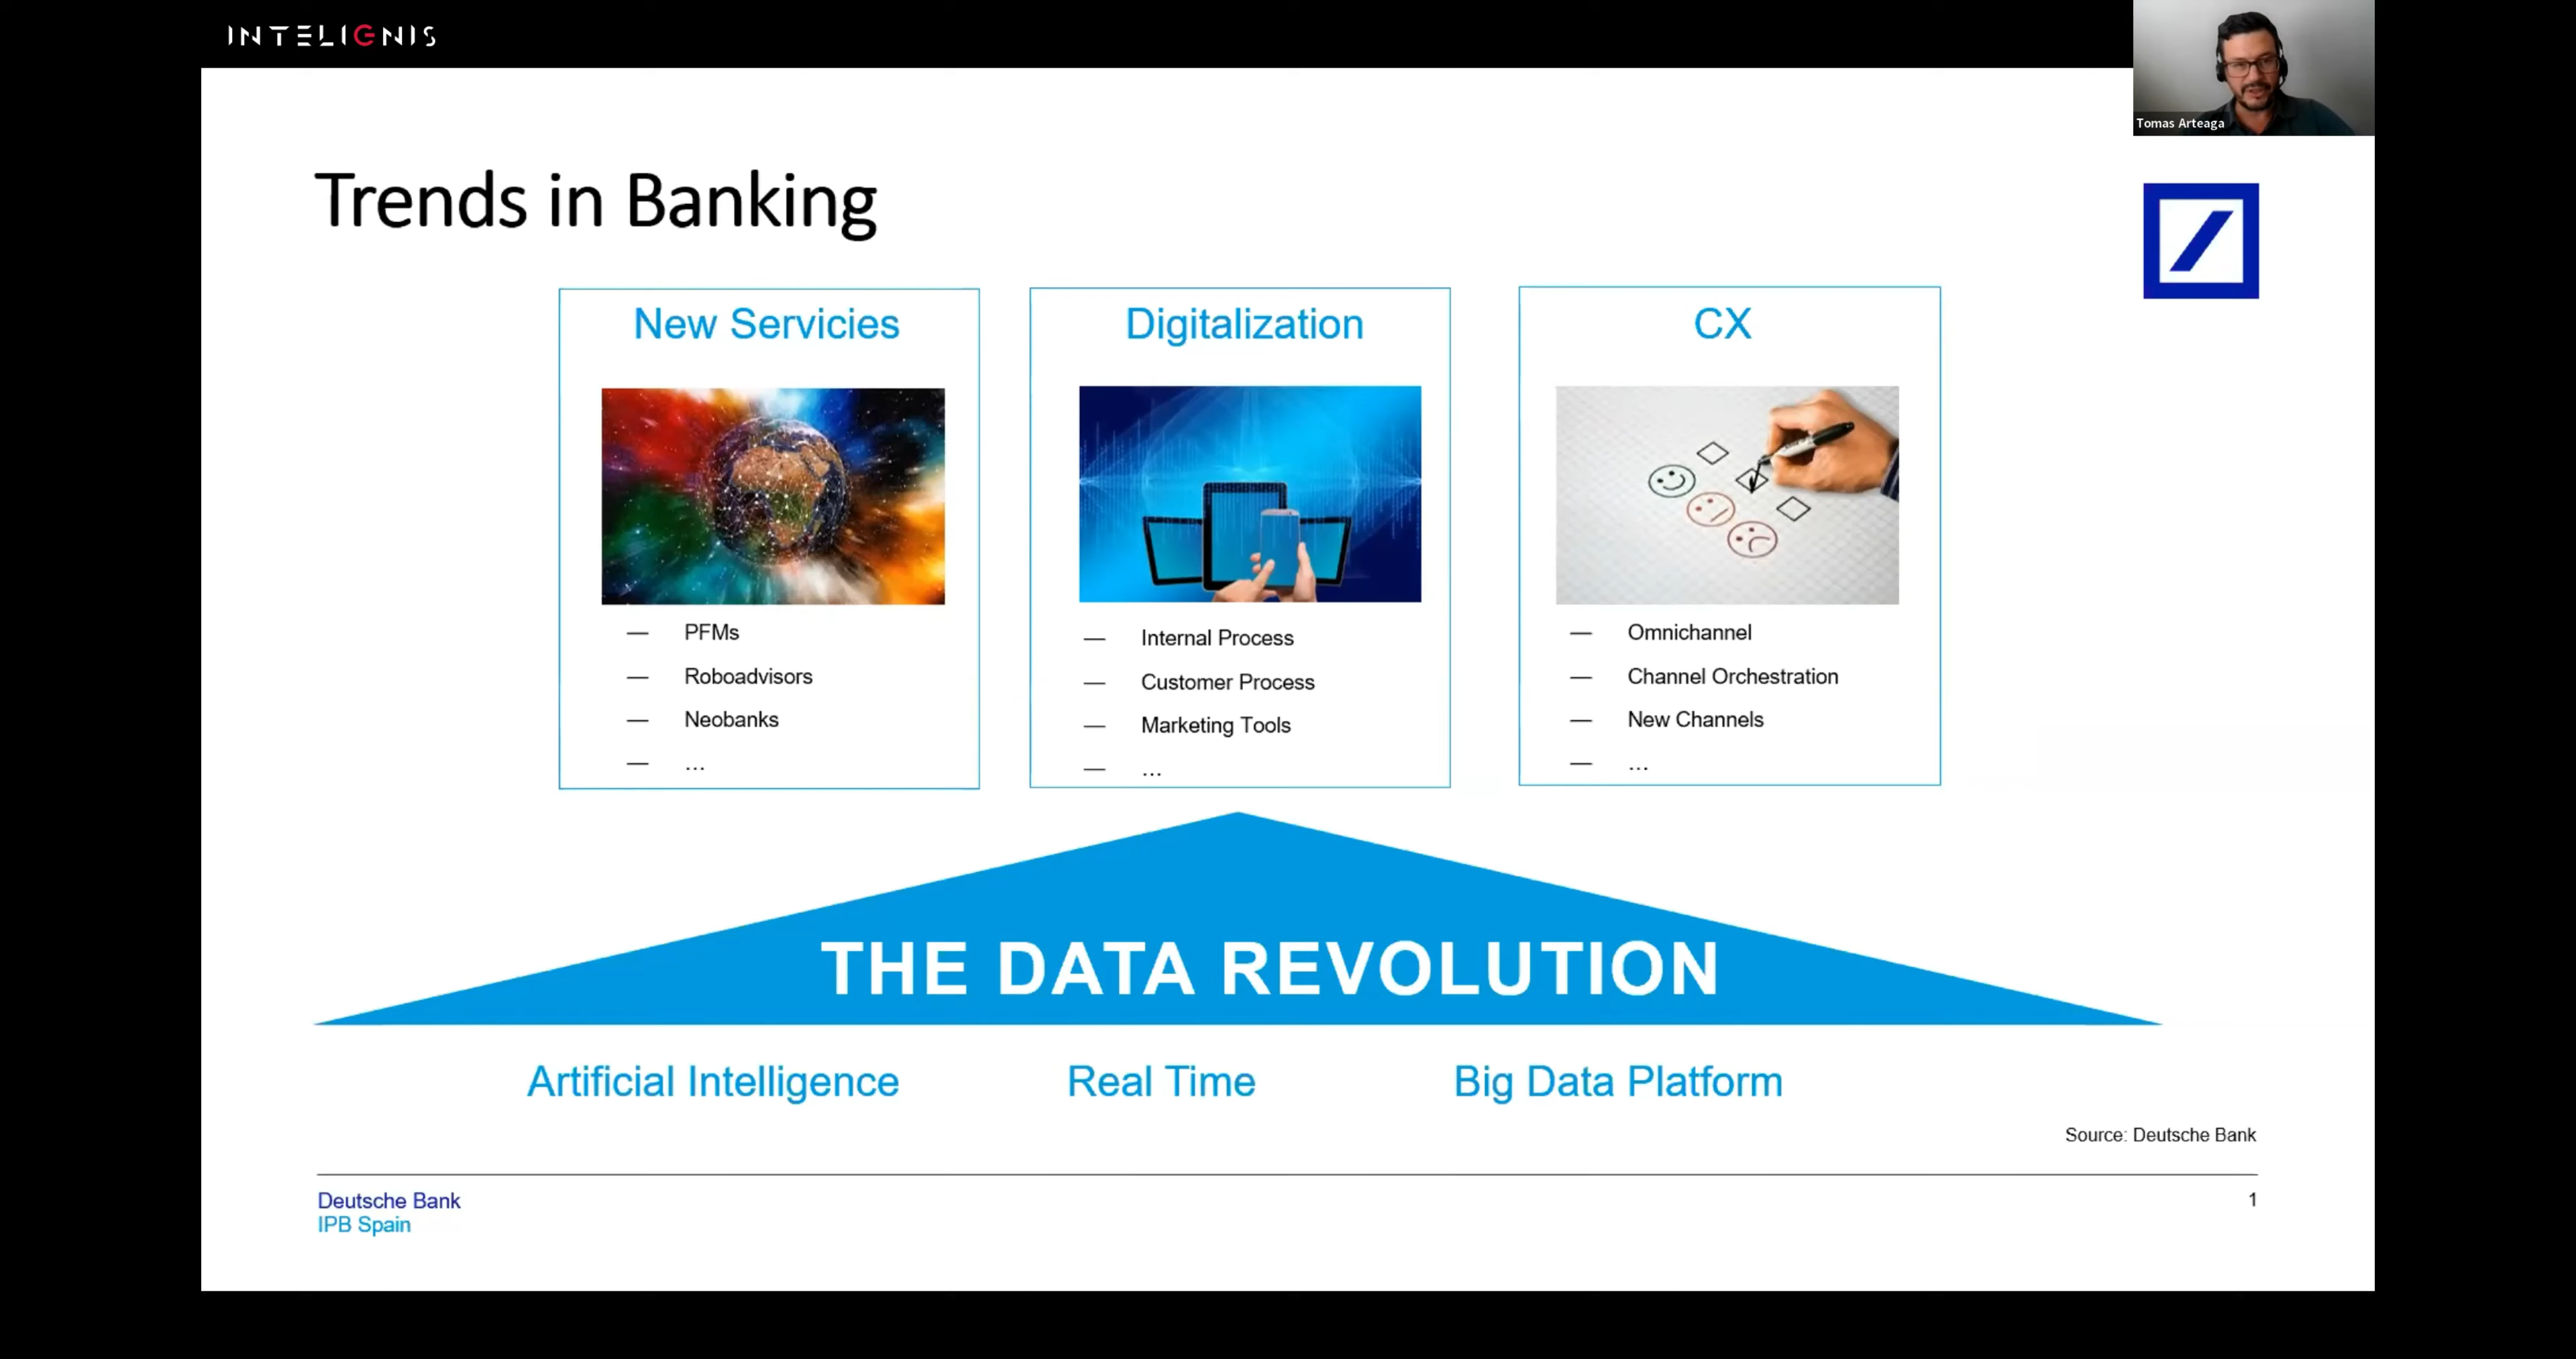 INTELIGNIS
Tomas Arteaga
Trends in Banking
New Servicies
— PFMs
— Roboadvisors
— Neobanks
— ...
Digitalization
— Internal Process
— Customer Process
— Marketing Tools
— ...
CX
— Omnichannel
— Channel Orchestration
— New Channels
— ...
THE DATA REVOLUTION
Artificial Intelligence
Real Time
Big Data Platform
Source: Deutsche Bank
Deutsche Bank
IPB Spain
1